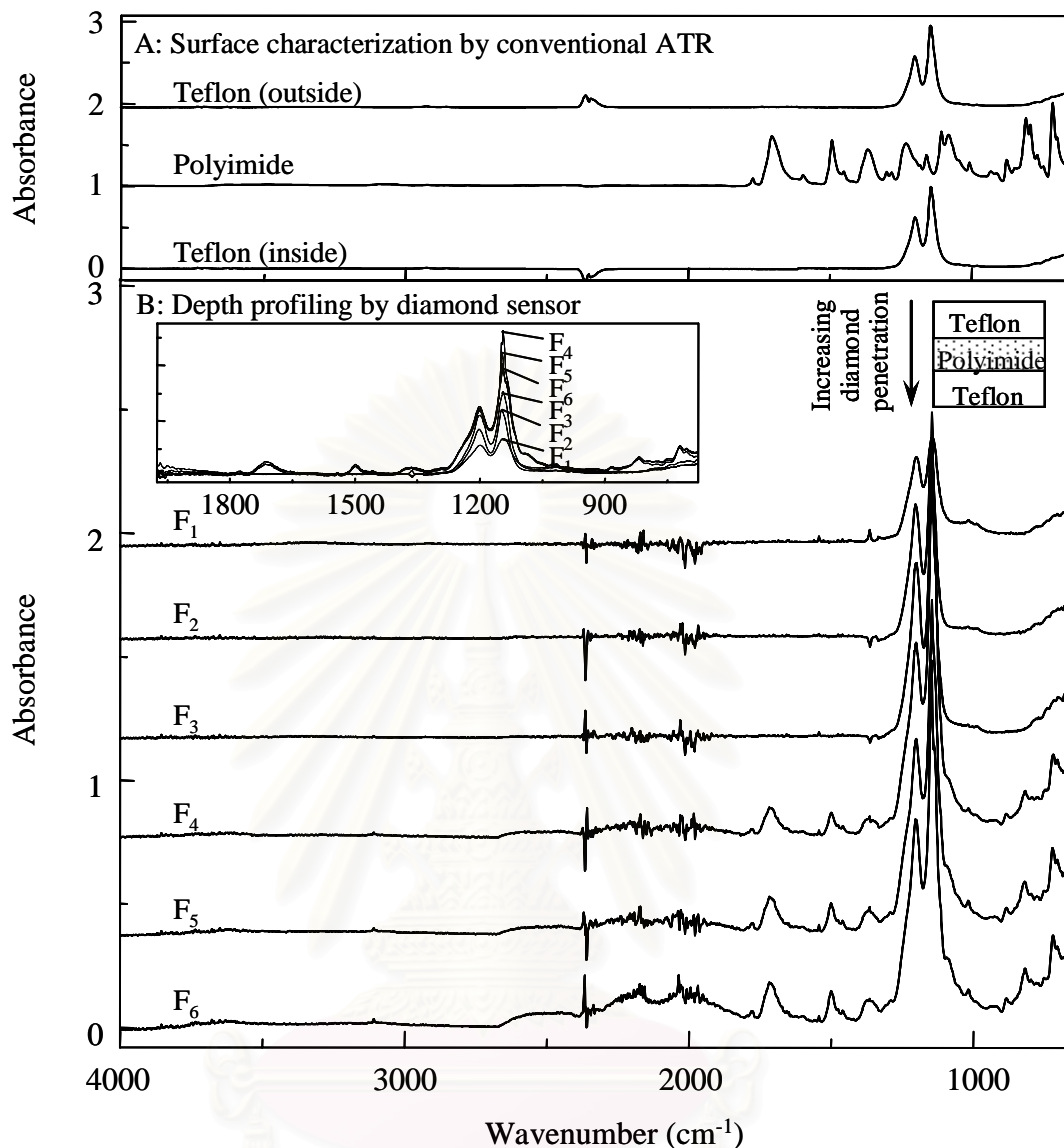 3
A: Surface characterization by conventional ATR
Teflon (outside)
2
Polyimide
1
Teflon (inside)
0
Absorbance
3
B: Depth profiling by diamond sensor
F4
F5
F6
F3
F2
F1
1800 1500 1200 900
Increasing
diamond
penetration
Teflon
Polyimide
Teflon
F1
2
F2
F3
1
F4
F5
F6
0
Absorbance
4000 3000 2000 1000
Wavenumber (cm-1)